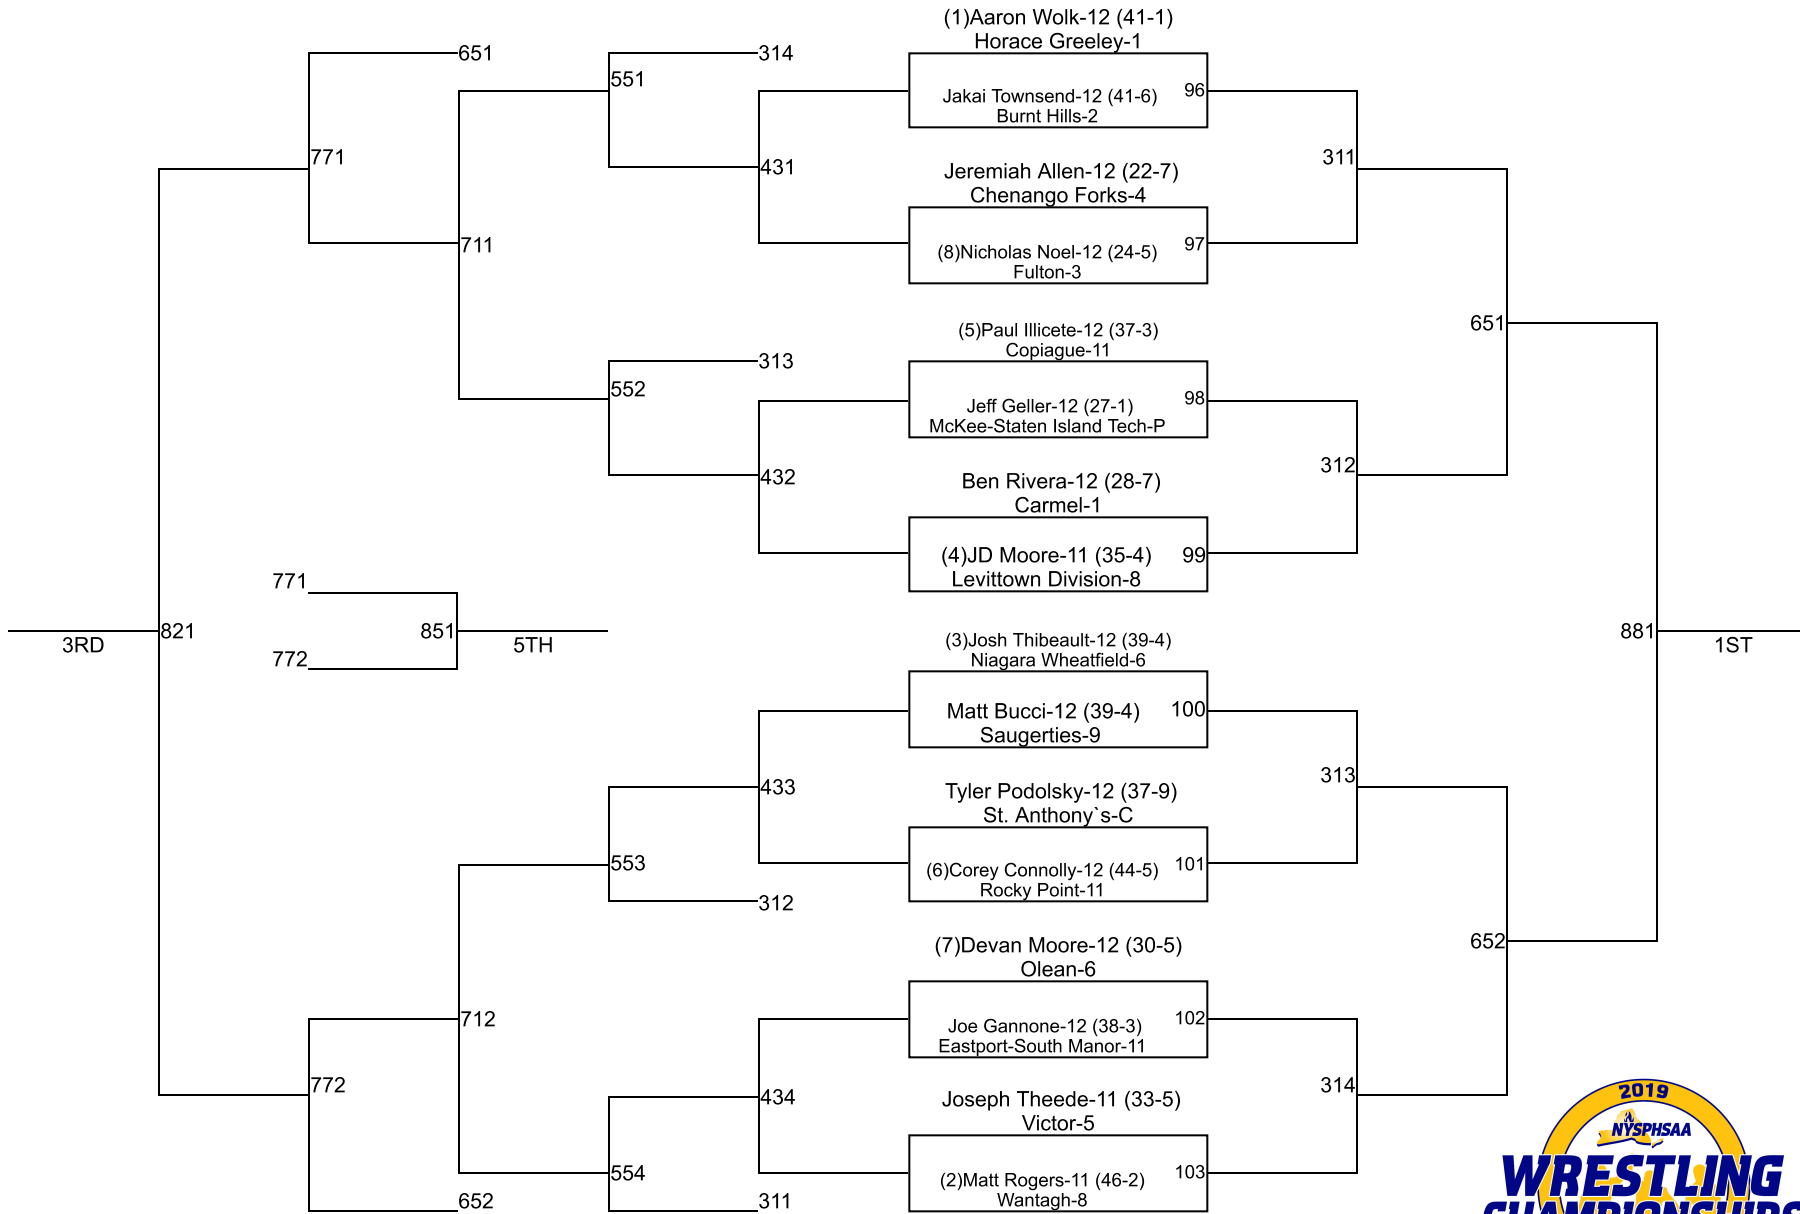 (1)Aaron Wolk-12 (41-1)
Horace Greeley-1
651
314
551
Jakai Townsend-12 (41-6)
96
Burnt Hills-2
771
431
311
Jeremiah Allen-12 (22-7)
Chenango Forks-4
711
(8)Nicholas Noel-12 (24-5)
97
Fulton-3
651
(5)Paul Illicete-12 (37-3)
Copiague-11
313
552
Jeff Geller-12 (27-1)
98
McKee-Staten Island Tech-P
432
312
Ben Rivera-12 (28-7)
Carmel-1
(4)JD Moore-11 (35-4)
99
Levittown Division-8
771
821
851
881
3RD
5TH
1ST
772
(3)Josh Thibeault-12 (39-4)
Niagara Wheatfield-6
Matt Bucci-12 (39-4)
100
Saugerties-9
433
313
Tyler Podolsky-12 (37-9)
St. Anthony`s-C
553
(6)Corey Connolly-12 (44-5)
101
Rocky Point-11
312
652
(7)Devan Moore-12 (30-5)
Olean-6
712
Joe Gannone-12 (38-3)
102
Eastport-South Manor-11
772
434
314
Joseph Theede-11 (33-5)
Victor-5
554
(2)Matt Rogers-11 (46-2)
103
Wantagh-8
652
311
2019
NYSPHSAA
WRESTLING
CHAMPIONSHIPS